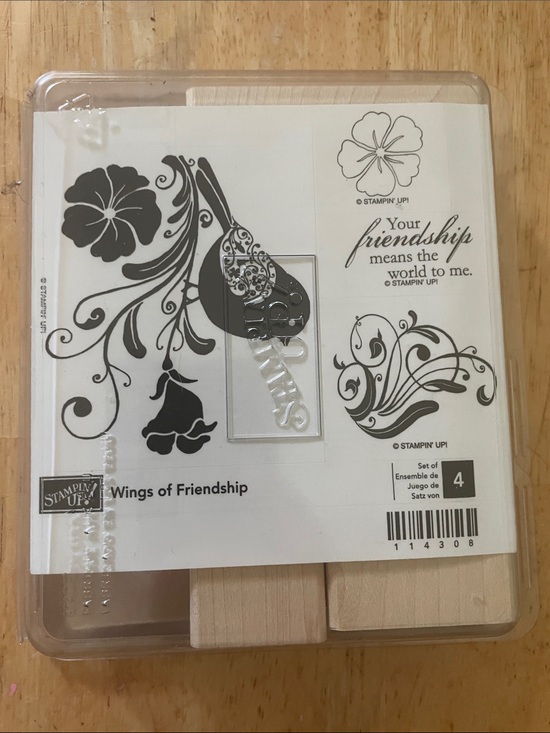 © STAMPIN' UP!
Your
friendship
means the
world to me.
© STAMPIN' UP!
© STAMPIN' UP!
© STAMPIN' UP!
STAMPIN' UP!
Wings of Friendship
Set of
Ensemble de
Juego de
Satz von
4
114308